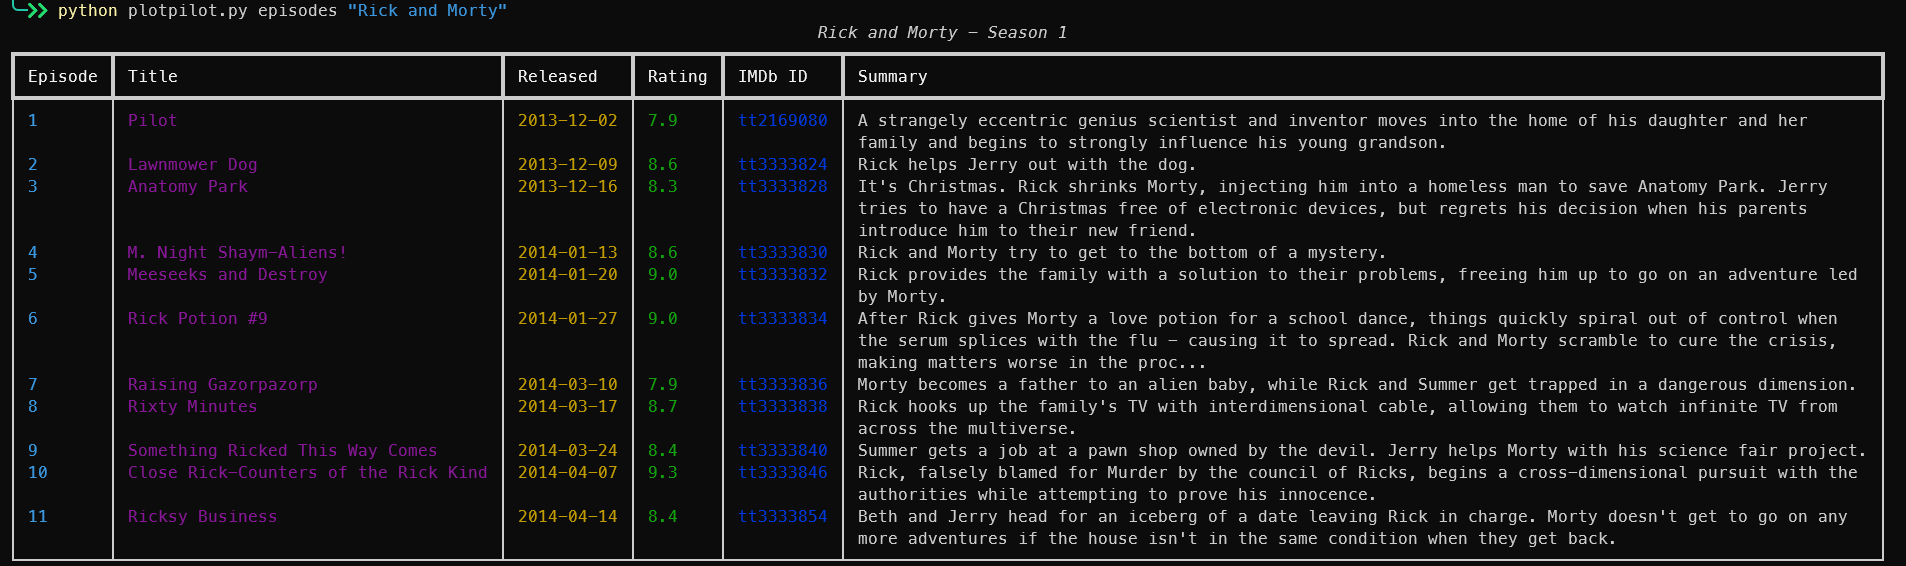 python plotpilot.py episodes "Rick and Morty"
Rick and Morty – Season 1
Episode Title Released Rating IMDb ID Summary
1 Pilot 2013-12-02 7.9 tt2169080 A strangely eccentric genius scientist and inventor moves into the home of his daughter and her
family and begins to strongly influence his young grandson.
2 Lawnmower Dog 2013-12-09 8.6 tt3333824 Rick helps Jerry out with the dog.
3 Anatomy Park 2013-12-16 8.3 tt3333828 It's Christmas. Rick shrinks Morty, injecting him into a homeless man to save Anatomy Park. Jerry
tries to have a Christmas free of electronic devices, but regrets his decision when his parents
introduce him to their new friend.
4 M. Night Shaym-Aliens! 2014-01-13 8.6 tt3333830 Rick and Morty try to get to the bottom of a mystery.
5 Meeseeks and Destroy 2014-01-20 9.0 tt3333832 Rick provides the family with a solution to their problems, freeing him up to go on an adventure led
by Morty.
6 Rick Potion #9 2014-01-27 9.0 tt3333834 After Rick gives Morty a love potion for a school dance, things quickly spiral out of control when
the serum splices with the flu - causing it to spread. Rick and Morty scramble to cure the crisis,
making matters worse in the proc...
7 Raising Gazorpazorp 2014-03-10 7.9 tt3333836 Morty becomes a father to an alien baby, while Rick and Summer get trapped in a dangerous dimension.
8 Rixty Minutes 2014-03-17 8.7 tt3333838 Rick hooks up the family's TV with interdimensional cable, allowing them to watch infinite TV from
across the multiverse.
9 Something Ricked This Way Comes 2014-03-24 8.4 tt3333840 Summer gets a job at a pawn shop owned by the devil. Jerry helps Morty with his science fair project.
10 Close Rick-Counters of the Rick Kind 2014-04-07 9.3 tt3333846 Rick, falsely blamed for Murder by the council of Ricks, begins a cross-dimensional pursuit with the
authorities while attempting to prove his innocence.
11 Ricksy Business 2014-04-14 8.4 tt3333854 Beth and Jerry head for an iceberg of a date leaving Rick in charge. Morty doesn't get to go on any
more adventures if the house isn't in the same condition when they get back.